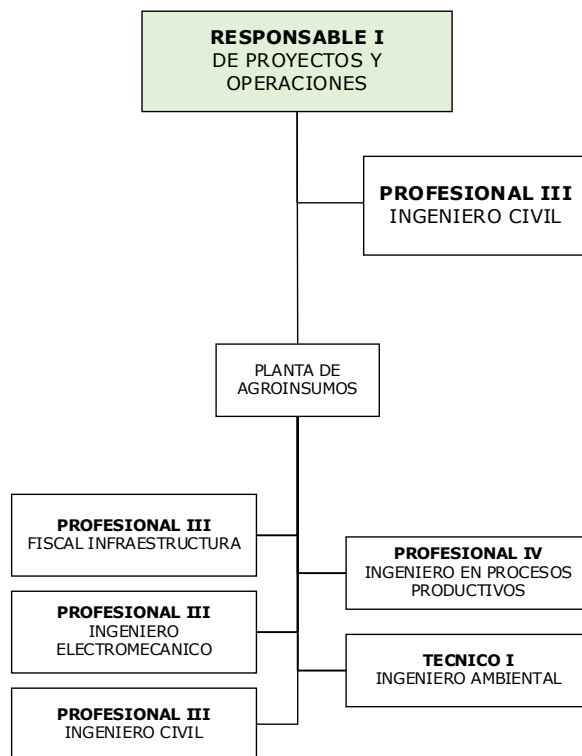 RESPONSABLE I
DE PROYECTOS Y
OPERACIONES
PROFESIONAL III
INGENIERO CIVIL
PLANTA DE
AGROINSUMOS
PROFESIONAL III
FISCAL INFRAESTRUCTURA
PROFESIONAL IV
INGENIERO EN PROCESOS
PRODUCTIVOS
PROFESIONAL III
INGENIERO
ELECTROMECANICO
TECNICO I
INGENIERO AMBIENTAL
PROFESIONAL III
INGENIERO CIVIL